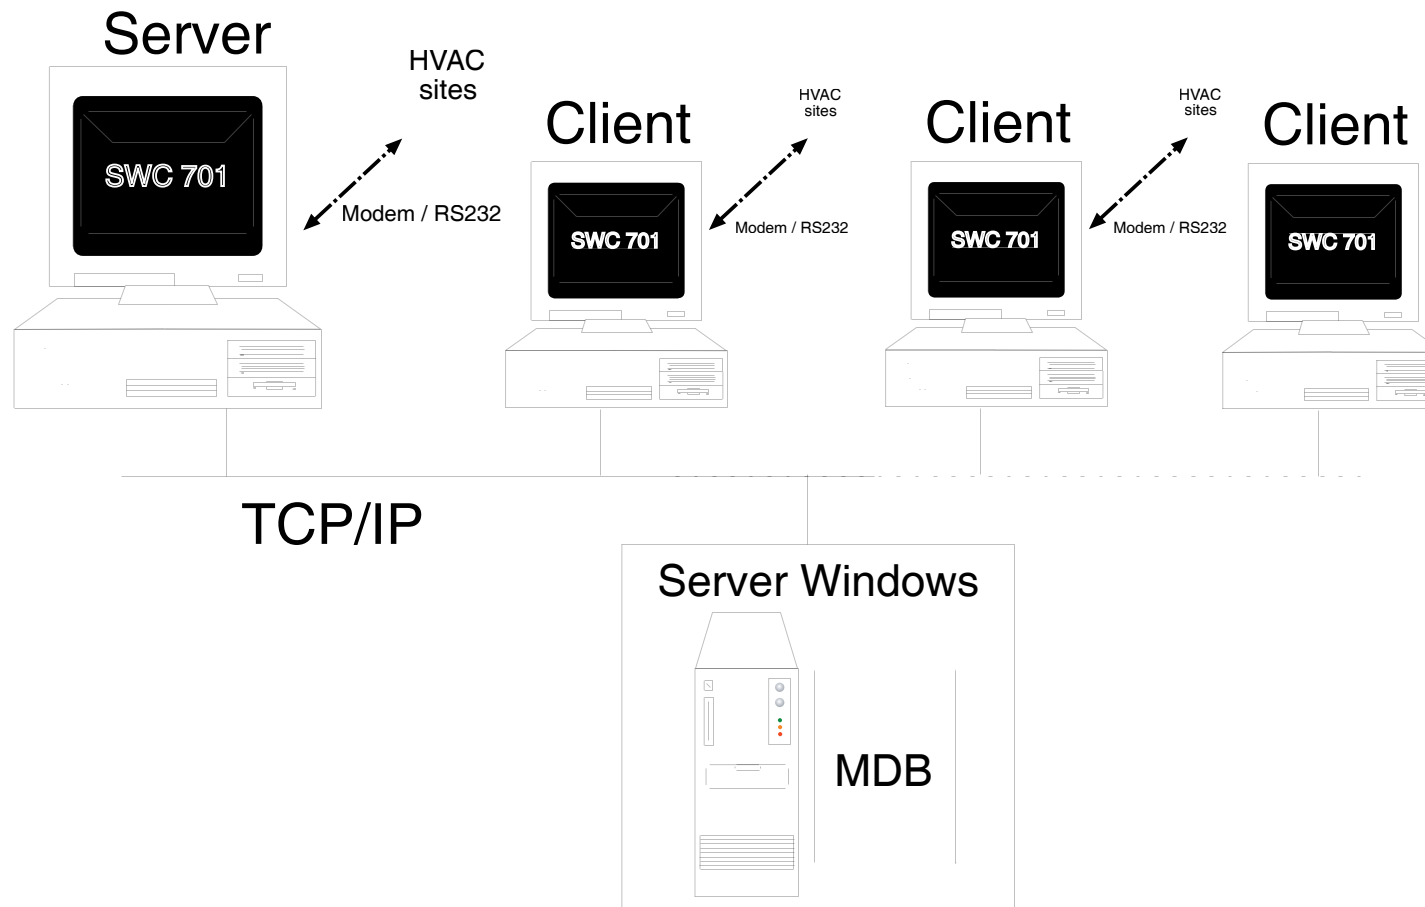 Server
HVAC
sites
SWC 701
Modem / RS232
Client
HVAC
sites
SWC 701
Modem / RS232
Client
HVAC
sites
SWC 701
Modem / RS232
Client
SWC 701
TCP/IP
Server Windows
MDB